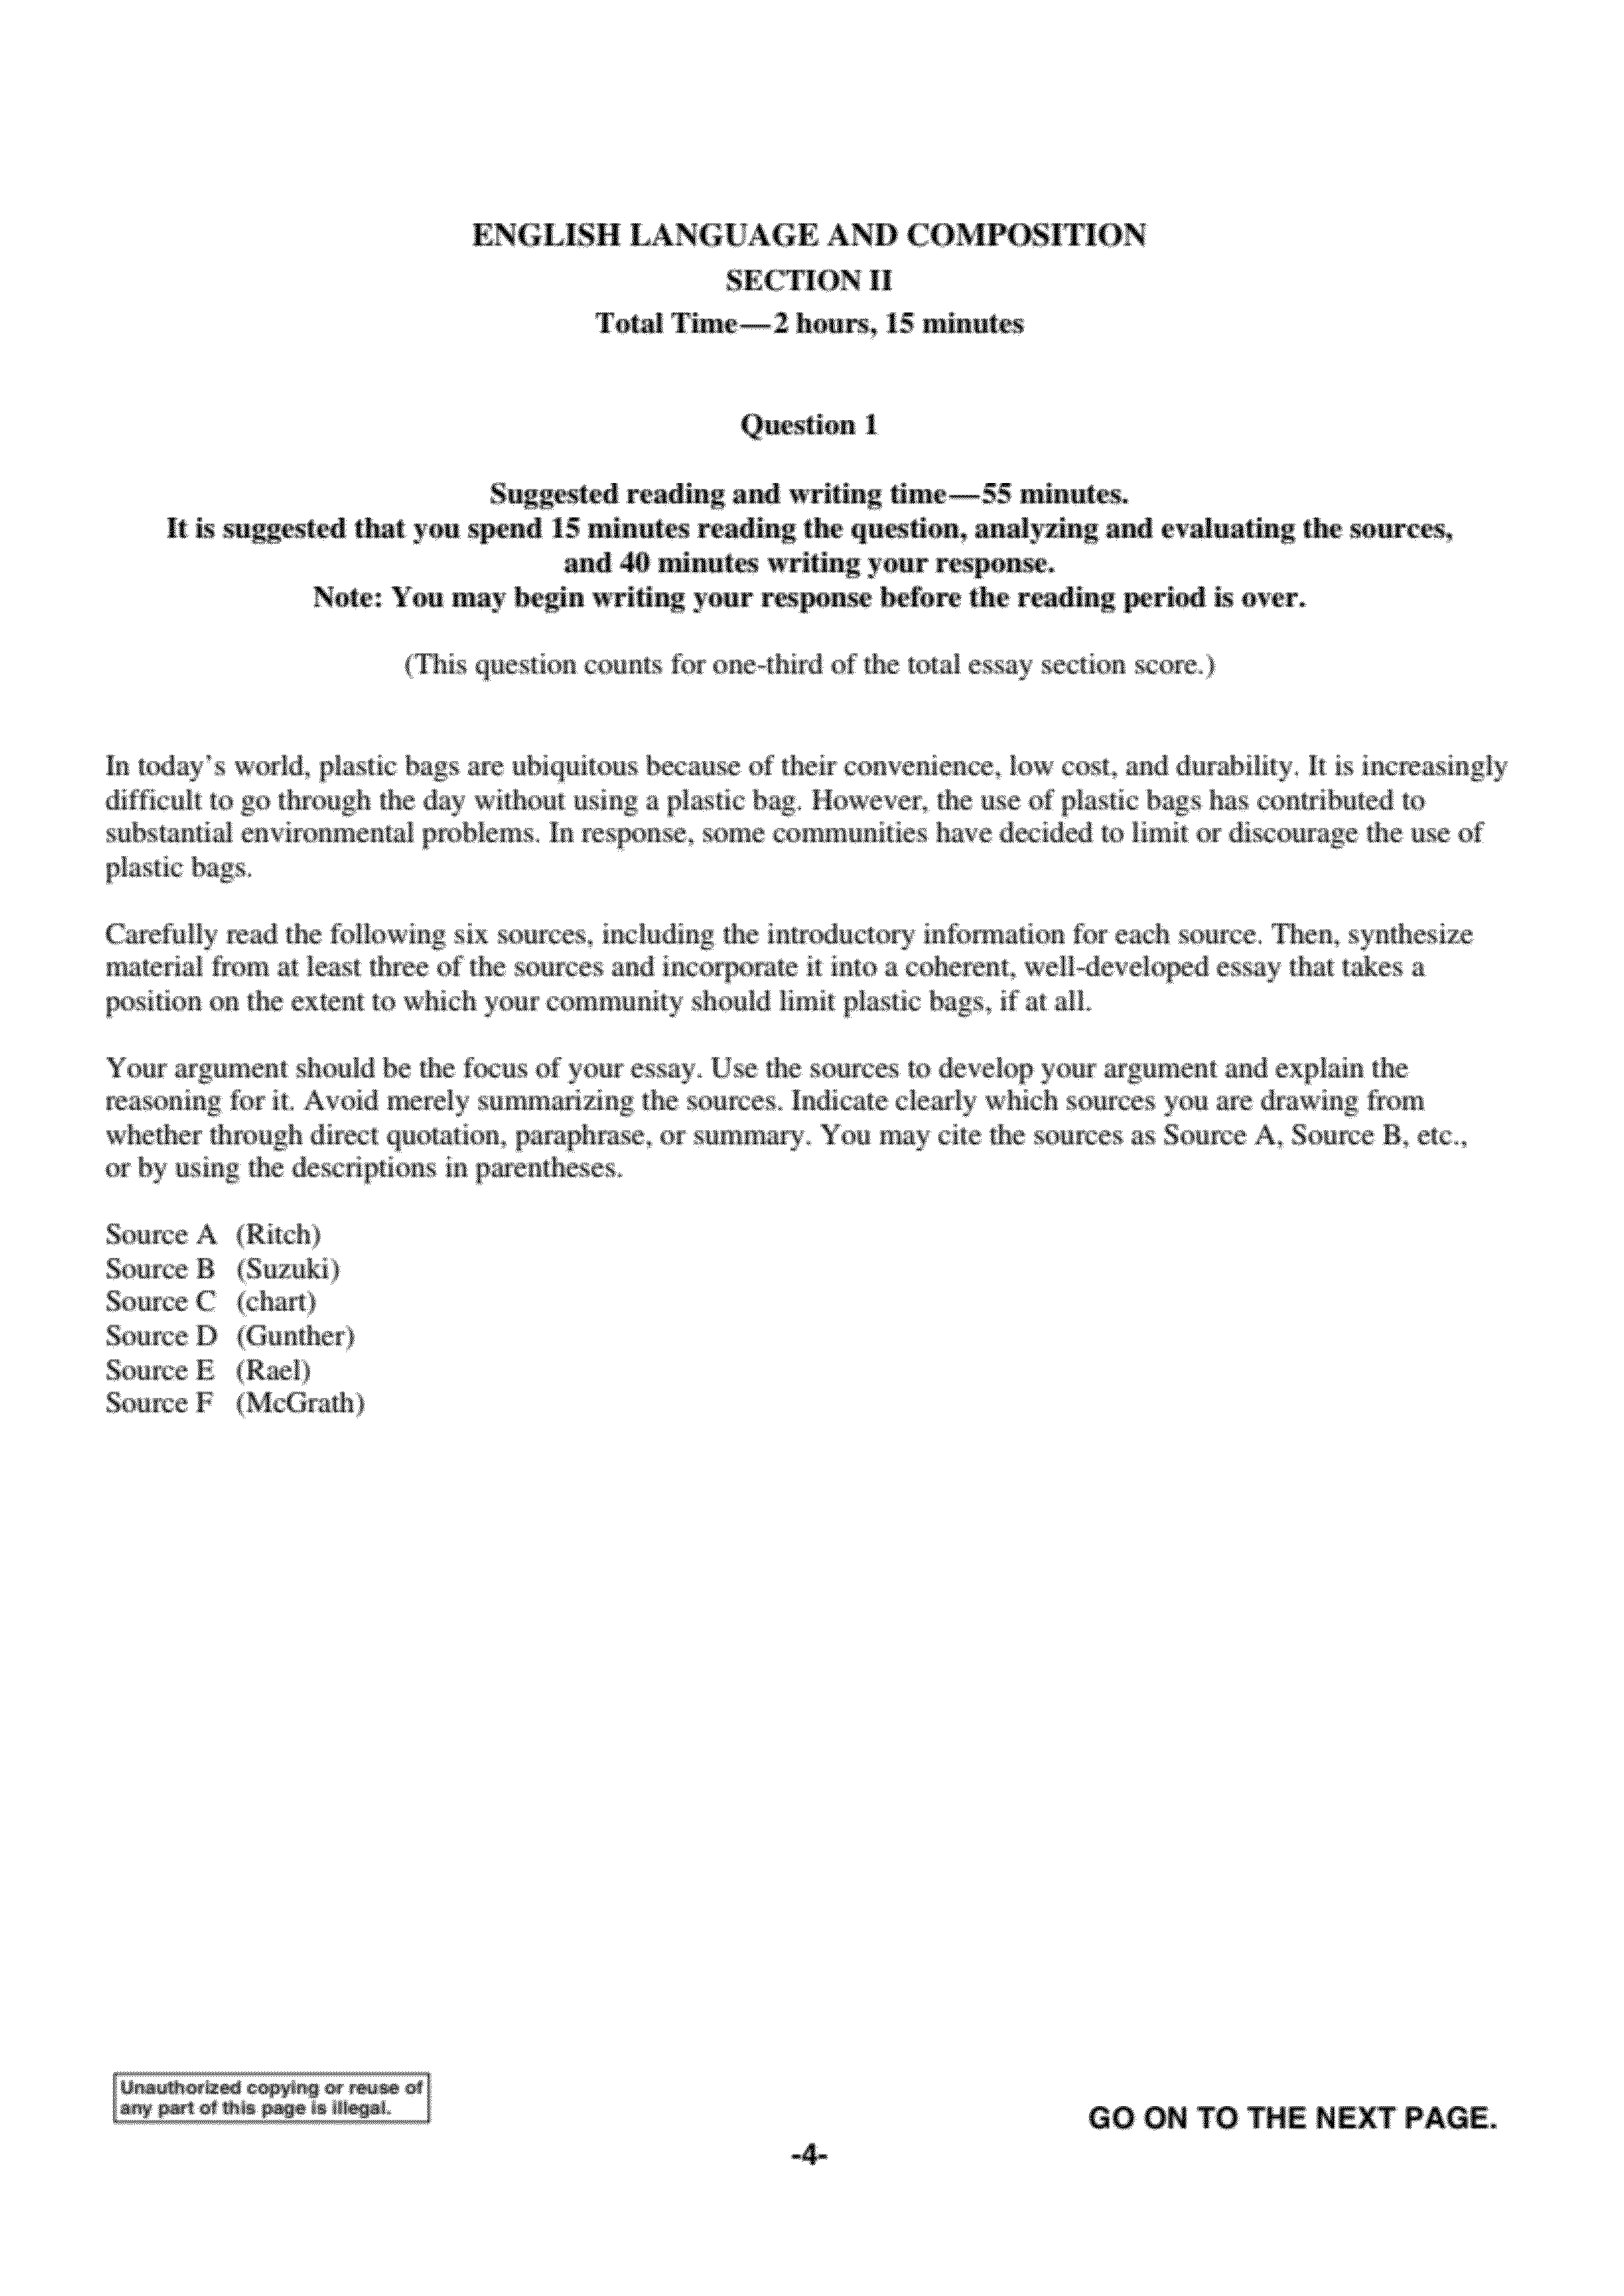 ENGLISH LANGUAGE AND COMPOSITION
SECTION II
Total Time—2 hours, 15 minutes
Question 1
Suggested reading and writing time—55 minutes.
It is suggested that you spend 15 minutes reading the question, analyzing and evaluating the sources,
and 40 minutes writing your response.
Note: You may begin writing your response before the reading period is over.
(This question counts for one-third of the total essay section score.)
In today's world, plastic bags are ubiquitous because of their convenience, low cost, and durability. It is increasingly
difficult to go through the day without using a plastic bag. However, the use of plastic bags has contributed to
substantial environmental problems. In response, some communities have decided to limit or discourage the use of
plastic bags.
Carefully read the following six sources, including the introductory information for each source. Then, synthesize
material from at least three of the sources and incorporate it into a coherent, well-developed essay that takes a
position on the extent to which your community should limit plastic bags, if at all.
Your argument should be the focus of your essay. Use the sources to develop your argument and explain the
reasoning for it. Avoid merely summarizing the sources. Indicate clearly which sources you are drawing from
whether through direct quotation, paraphrase, or summary. You may cite the sources as Source A, Source B, etc.,
or by using the descriptions in parentheses.
Source A (Ritch)
Source B (Suzuki)
Source C (chart)
Source D (Gunther)
Source E (Rael)
Source F (McGrath)
Unauthorized copying or reuse of
any part of this page is illegal.
GO ON TO THE NEXT PAGE.
-4-